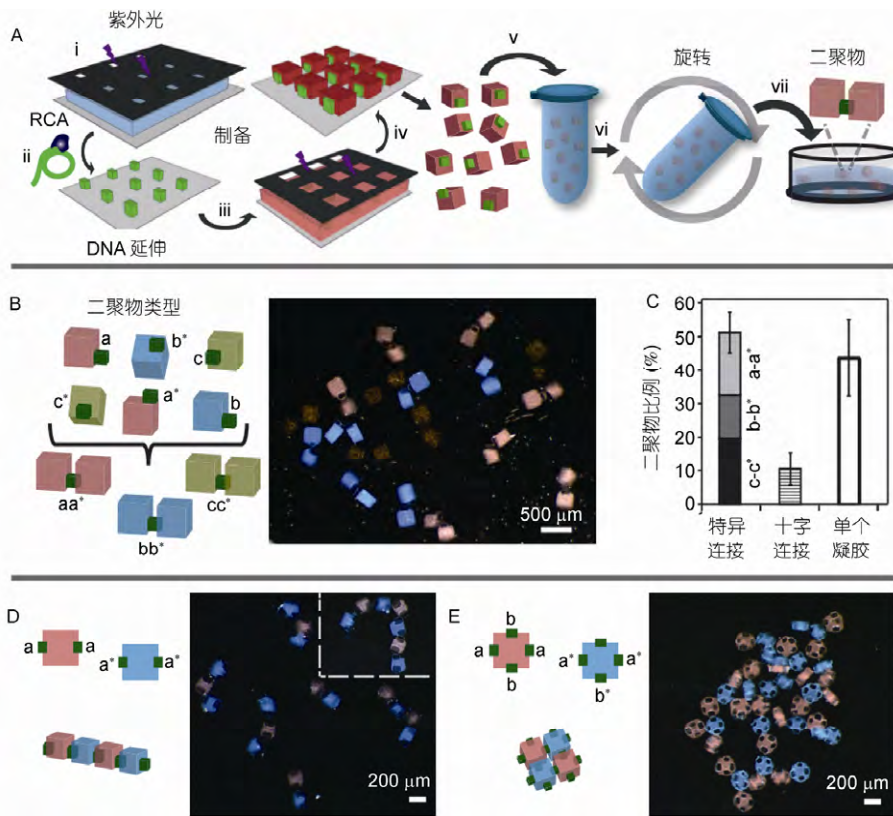 A
紫外光
i
RCA
ii
制备
DNA 延伸
iii
iv
v
vi
旋转
vii
二聚物
B
二聚物类型
a
b*
c
c*
a*
b
aa*
cc*
bb*
500 μm
C
二聚物比例 (%)
60
50
40
30
20
10
0
a-a*
b-b*
c-c*
特异
连接
十字
连接
单个
凝胶
D
a
a
a*
a*
200 μm
E
b
a
a
b
a*
a*
b*
200 μm